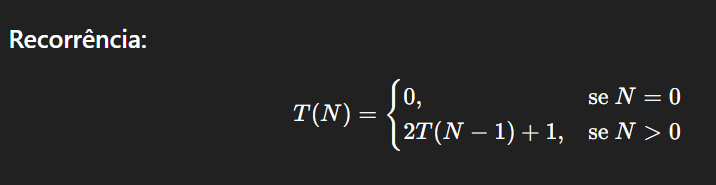 Recorrência:
T(N) = { 0, se N = 0
2T(N − 1) + 1, se N > 0